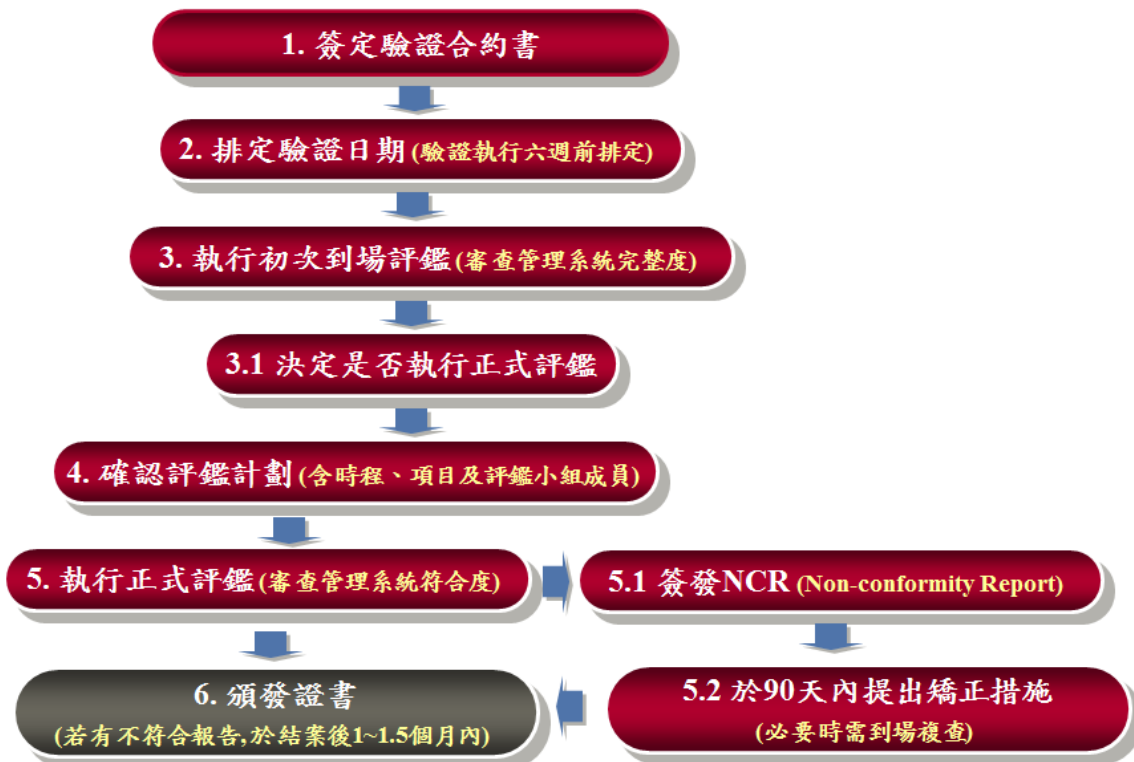 1. 簽定驗證合約書
2. 排定驗證日期(驗證執行六週前排定)
3. 執行初次到場評鑑(審查管理系統完整度)
3.1 決定是否執行正式評鑑
4. 確認評鑑計劃(含時程、項目及評鑑小組成員)
5. 執行正式評鑑(審查管理系統符合度)
5.1 簽發NCR (Non-conformity Report)
5.2 於90天內提出矯正措施
(必要時需到場複查)
6. 頒發證書
(若有不符合報告,於結案後1~1.5個月內)